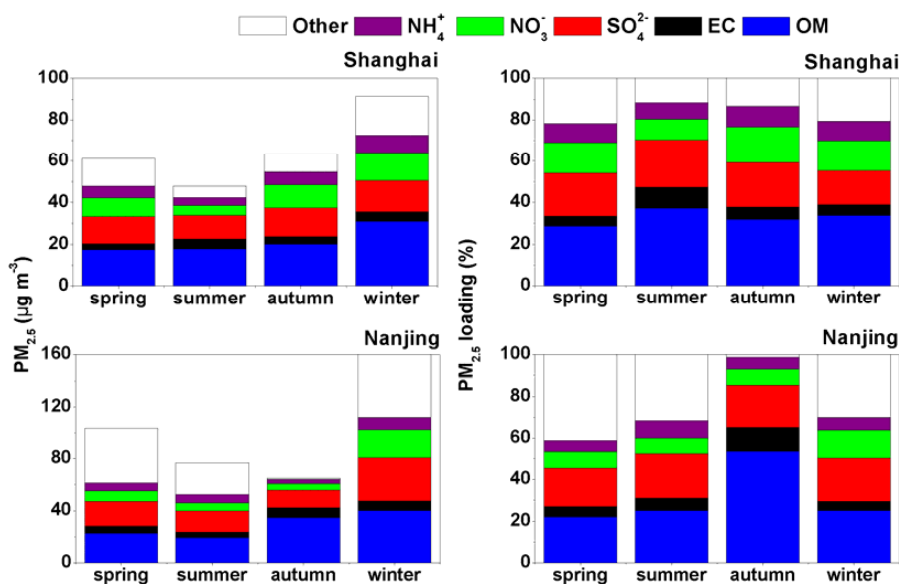 Other NH₄⁺ NO₃⁻ SO₄²⁻ EC OM
Shanghai
100
80
60
40
20
0
spring summer autumn winter
Shanghai
100
80
60
40
20
0
spring summer autumn winter
PM₂.₅ (µg m⁻³)
PM₂.₅ loading (%)
Nanjing
160
120
80
40
0
spring summer autumn winter
Nanjing
100
80
60
40
20
0
spring summer autumn winter